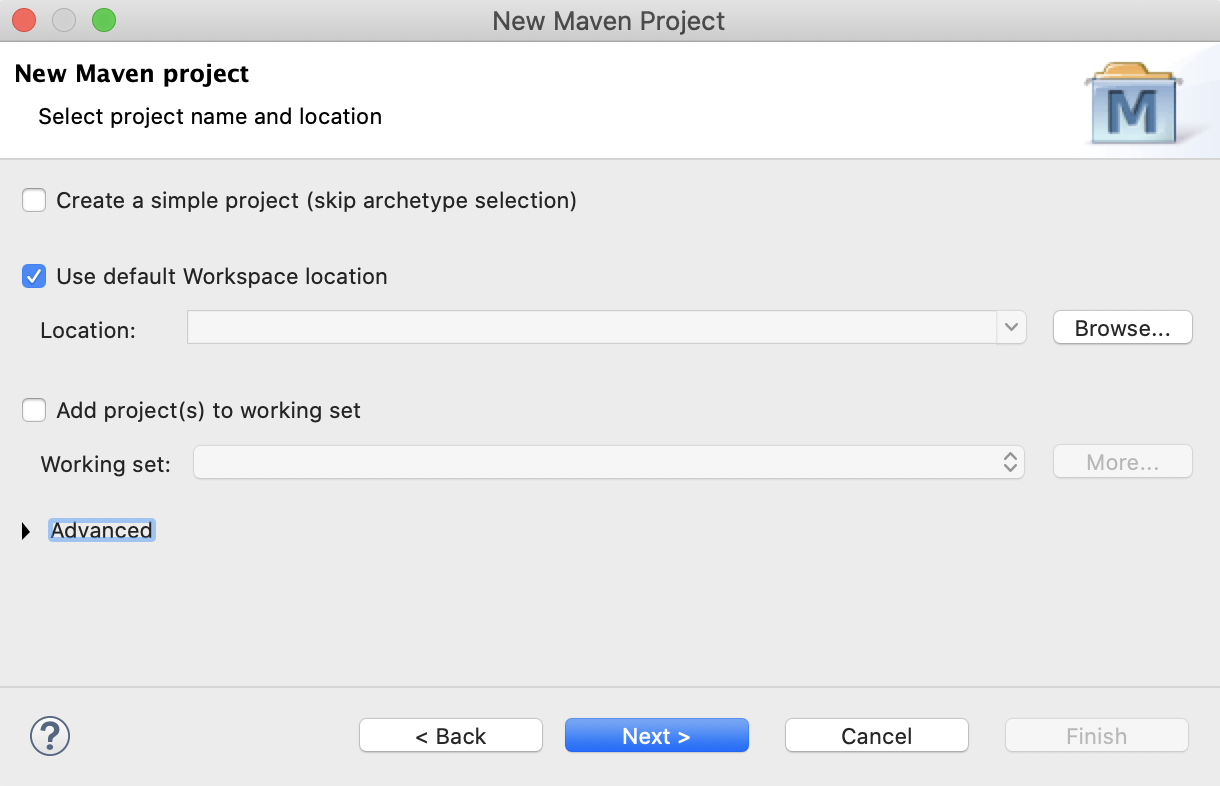 New Maven Project
New Maven project
Select project name and location
M
Create a simple project (skip archetype selection)
Use default Workspace location
Location:
Browse...
Add project(s) to working set
Working set:
More...
Advanced
?
< Back
Next >
Cancel
Finish